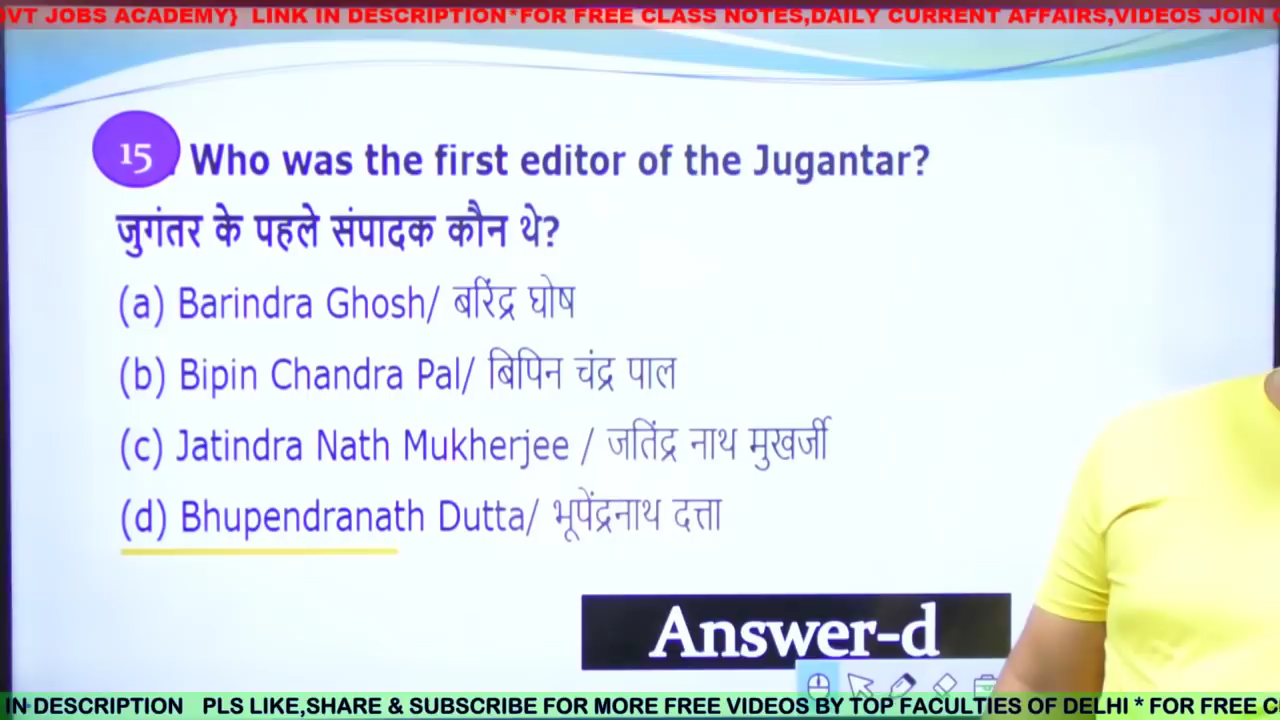 OVT JOBS ACADEMY} LINK IN DESCRIPTION*FOR FREE CLASS NOTES,DAILY CURRENT AFFAIRS,VIDEOS JOIN
15 Who was the first editor of the Jugantar?
जुगंतर के पहले संपादक कौन थे?
(a) Barindra Ghosh/ बरिंद्र घोष
(b) Bipin Chandra Pal/ बिपिन चंद्र पाल
(c) Jatindra Nath Mukherjee / जतिंद्र नाथ मुखर्जी
(d) Bhupendranath Dutta/ भूपेंद्रनाथ दत्ता
Answer-d
IN DESCRIPTION PLS LIKE,SHARE & SUBSCRIBE FOR MORE FREE VIDEOS BY TOP FACULTIES OF DELHI * FOR FREE